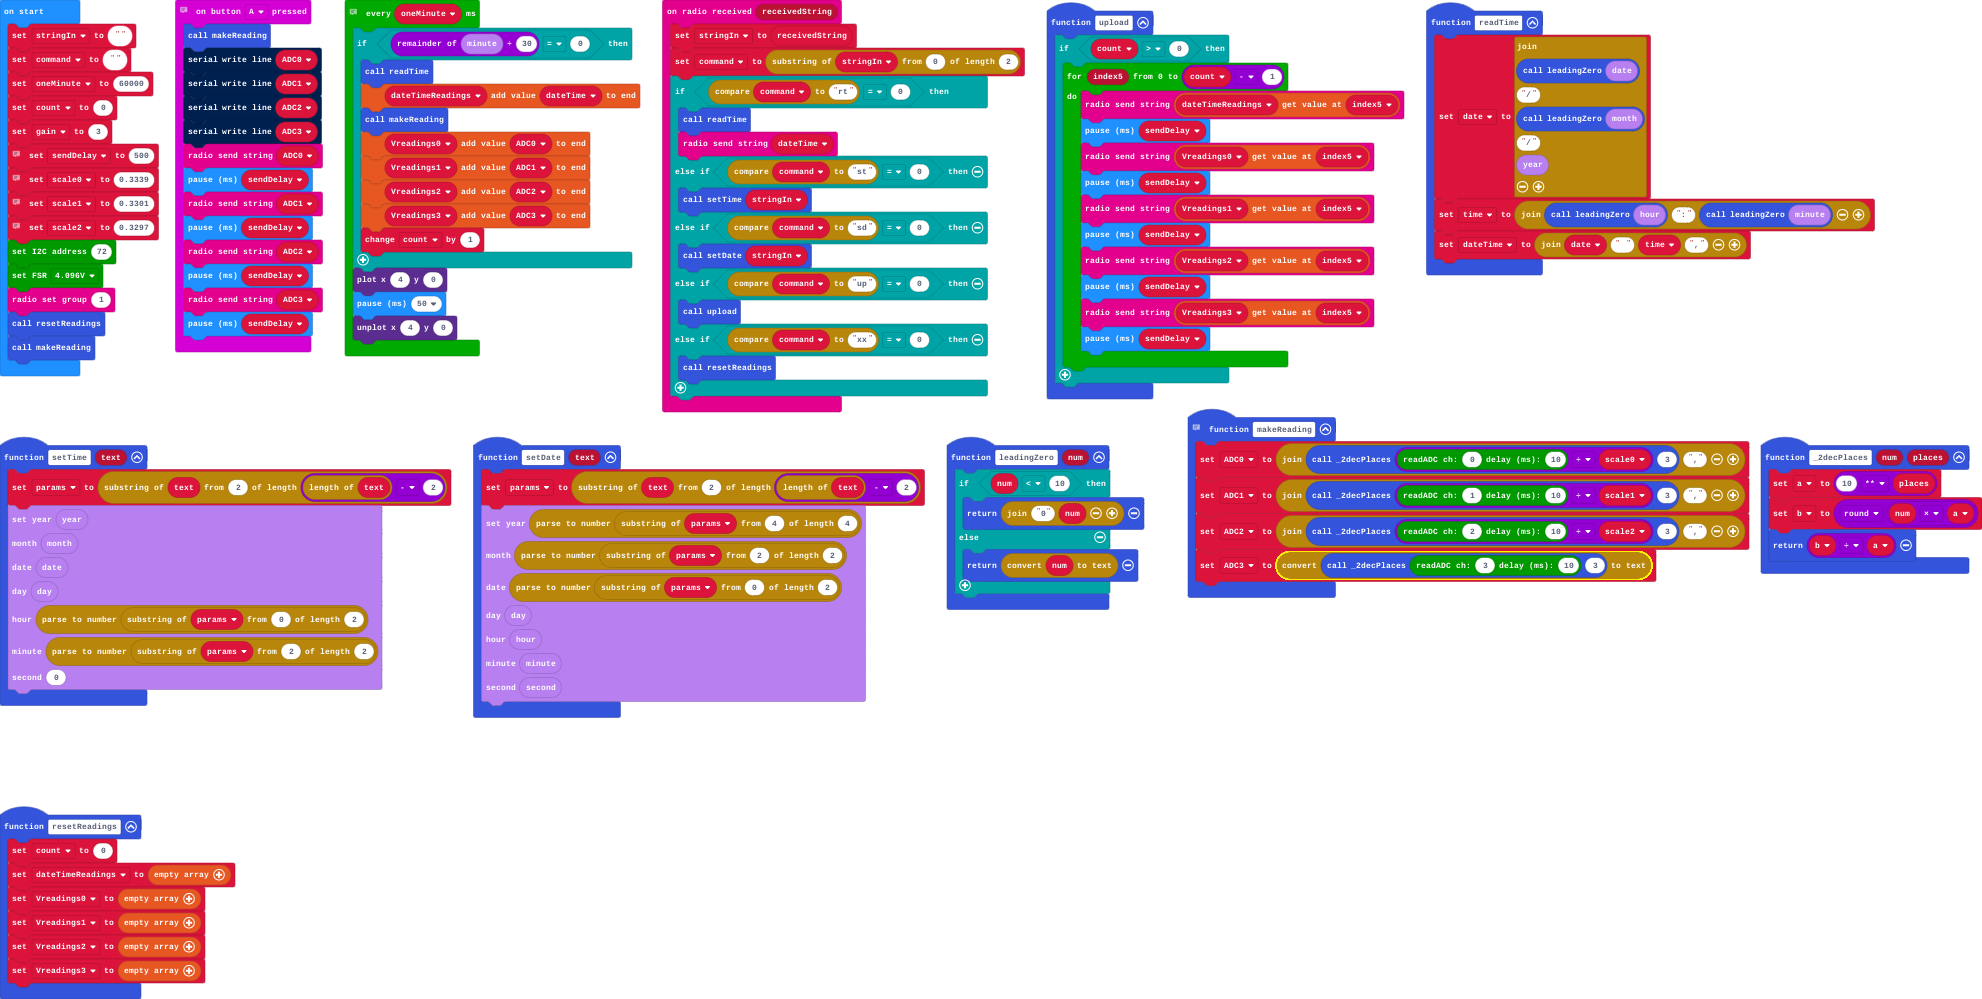 on start
set stringIn to " "
set command to " "
set oneMinute to 60000
set count to 0
set gain to 3
set sendDelay to 500
set scale0 to 0.3339
set scale1 to 0.3301
set scale2 to 0.3297
set I2C address 72
set FSR 4.096V
radio set group 1
call resetReadings
call makeReading
on button A pressed
call makeReading
serial write line ADC0
serial write line ADC1
serial write line ADC2
serial write line ADC3
radio send string ADC0
pause (ms) sendDelay
radio send string ADC1
pause (ms) sendDelay
radio send string ADC2
pause (ms) sendDelay
radio send string ADC3
pause (ms) sendDelay
every oneMinute ms
if remainder of minute ÷ 30 = 0 then
call readTime
dateTimeReadings add value dateTime to end
call makeReading
Vreadings0 add value ADC0 to end
Vreadings1 add value ADC1 to end
Vreadings2 add value ADC2 to end
Vreadings3 add value ADC3 to end
change count by 1
plot x 4 y 0
pause (ms) 50
unplot x 4 y 0
on radio received receivedString
set stringIn to receivedString
set command to substring of stringIn from 0 of length 2
if compare command to "rt" = 0 then
call readTime
radio send string dateTime
else if compare command to "st" = 0 then
call setTime stringIn
else if compare command to "sd" = 0 then
call setDate stringIn
else if compare command to "up" = 0 then
call upload
else if compare command to "xx" = 0 then
call resetReadings
function upload
if count > 0 then
for index5 from 0 to count - 1
do
radio send string dateTimeReadings get value at index5
pause (ms) sendDelay
radio send string Vreadings0 get value at index5
pause (ms) sendDelay
radio send string Vreadings1 get value at index5
pause (ms) sendDelay
radio send string Vreadings2 get value at index5
pause (ms) sendDelay
radio send string Vreadings3 get value at index5
pause (ms) sendDelay
function readTime
set date to join
call leadingZero date
"/"
call leadingZero month
"/"
year
set time to join call leadingZero hour ":" call leadingZero minute
set dateTime to join date " " time ","
function setTime text
set params to substring of text from 2 of length length of text - 2
set year year
month month
date date
day day
hour parse to number substring of params from 0 of length 2
minute parse to number substring of params from 2 of length 2
second 0
function setDate text
set params to substring of text from 2 of length length of text - 2
set year parse to number substring of params from 4 of length 4
month parse to number substring of params from 2 of length 2
date parse to number substring of params from 0 of length 2
day day
hour hour
minute minute
second second
function leadingZero num
if num < 10 then
return join "0" num
else
return convert num to text
function makeReading
set ADC0 to join call _2decPlaces readADC ch: 0 delay (ms): 10 ÷ scale0 3 ","
set ADC1 to join call _2decPlaces readADC ch: 1 delay (ms): 10 ÷ scale1 3 ","
set ADC2 to join call _2decPlaces readADC ch: 2 delay (ms): 10 ÷ scale2 3 ","
set ADC3 to convert call _2decPlaces readADC ch: 3 delay (ms): 10 3 to text
function _2decPlaces num places
set a to 10 ** places
set b to round num × a
return b ÷ a
function resetReadings
set count to 0
set dateTimeReadings to empty array
set Vreadings0 to empty array
set Vreadings1 to empty array
set Vreadings2 to empty array
set Vreadings3 to empty array